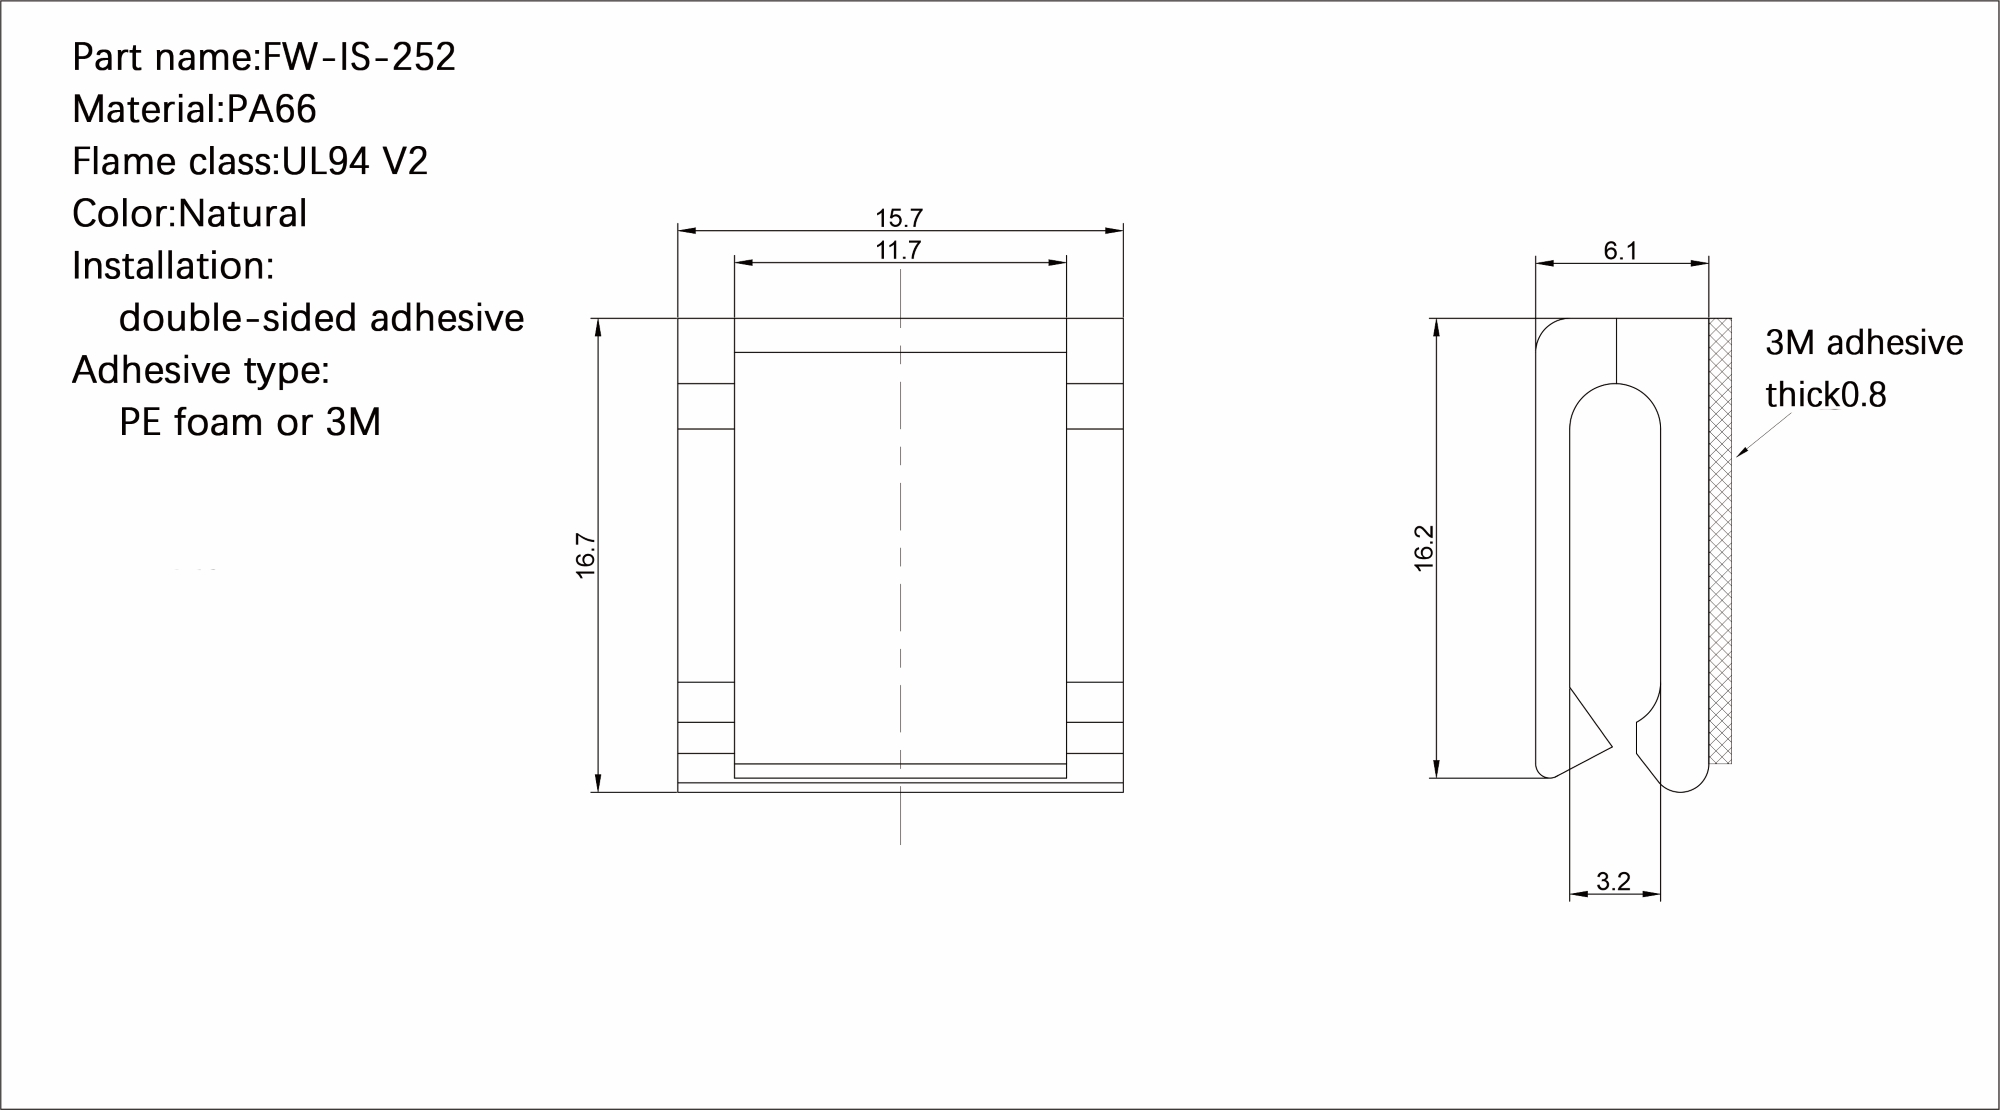 Part name:FW-IS-252
Material:PA66
Flame class:UL94 V2
Color:Natural
Installation:
double-sided adhesive
Adhesive type:
PE foam or 3M
15.7
11.7
16.7
6.1
16.2
3.2
3M adhesive
thick0.8